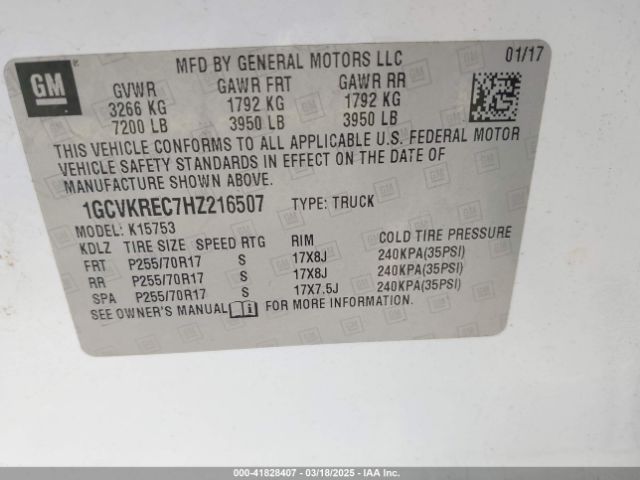 GM
MFD BY GENERAL MOTORS LLC 01/17
GVWR GAWR FRT GAWR RR
3266 KG 1792 KG 1792 KG
7200 LB 3950 LB 3950 LB
THIS VEHICLE CONFORMS TO ALL APPLICABLE U.S. FEDERAL MOTOR
VEHICLE SAFETY STANDARDS IN EFFECT ON THE DATE OF
MANUFACTURE SHOWN ABOVE.
1GCVKREC7HZ216507 TYPE: TRUCK
MODEL: K15753
KDLZ TIRE SIZE SPEED RTG RIM COLD TIRE PRESSURE
FRT P255/70R17 S 17X8J 240KPA(35PSI)
RR P255/70R17 S 17X8J 240KPA(35PSI)
SPA P255/70R17 S 17X7.5J 240KPA(35PSI)
SEE OWNER'S MANUAL FOR MORE INFORMATION.
000-41828407 - 03/18/2025 - IAAI.COM